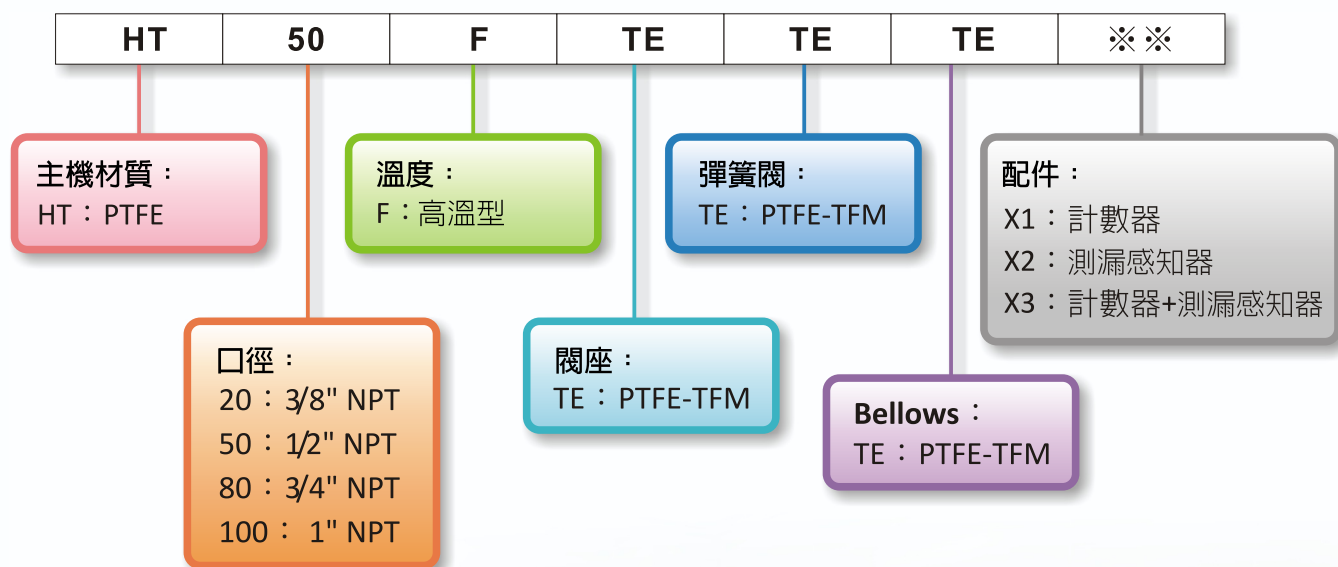 HT 50 F TE TE TE ※※
主機材質：
HT：PTFE
口徑：
20：3/8" NPT
50：1/2" NPT
80：3/4" NPT
100： 1" NPT
溫度：
F：高溫型
閥座：
TE：PTFE-TFM
彈簧閥：
TE：PTFE-TFM
Bellows：
TE：PTFE-TFM
配件：
X1：計數器
X2：測漏感知器
X3：計數器+測漏感知器